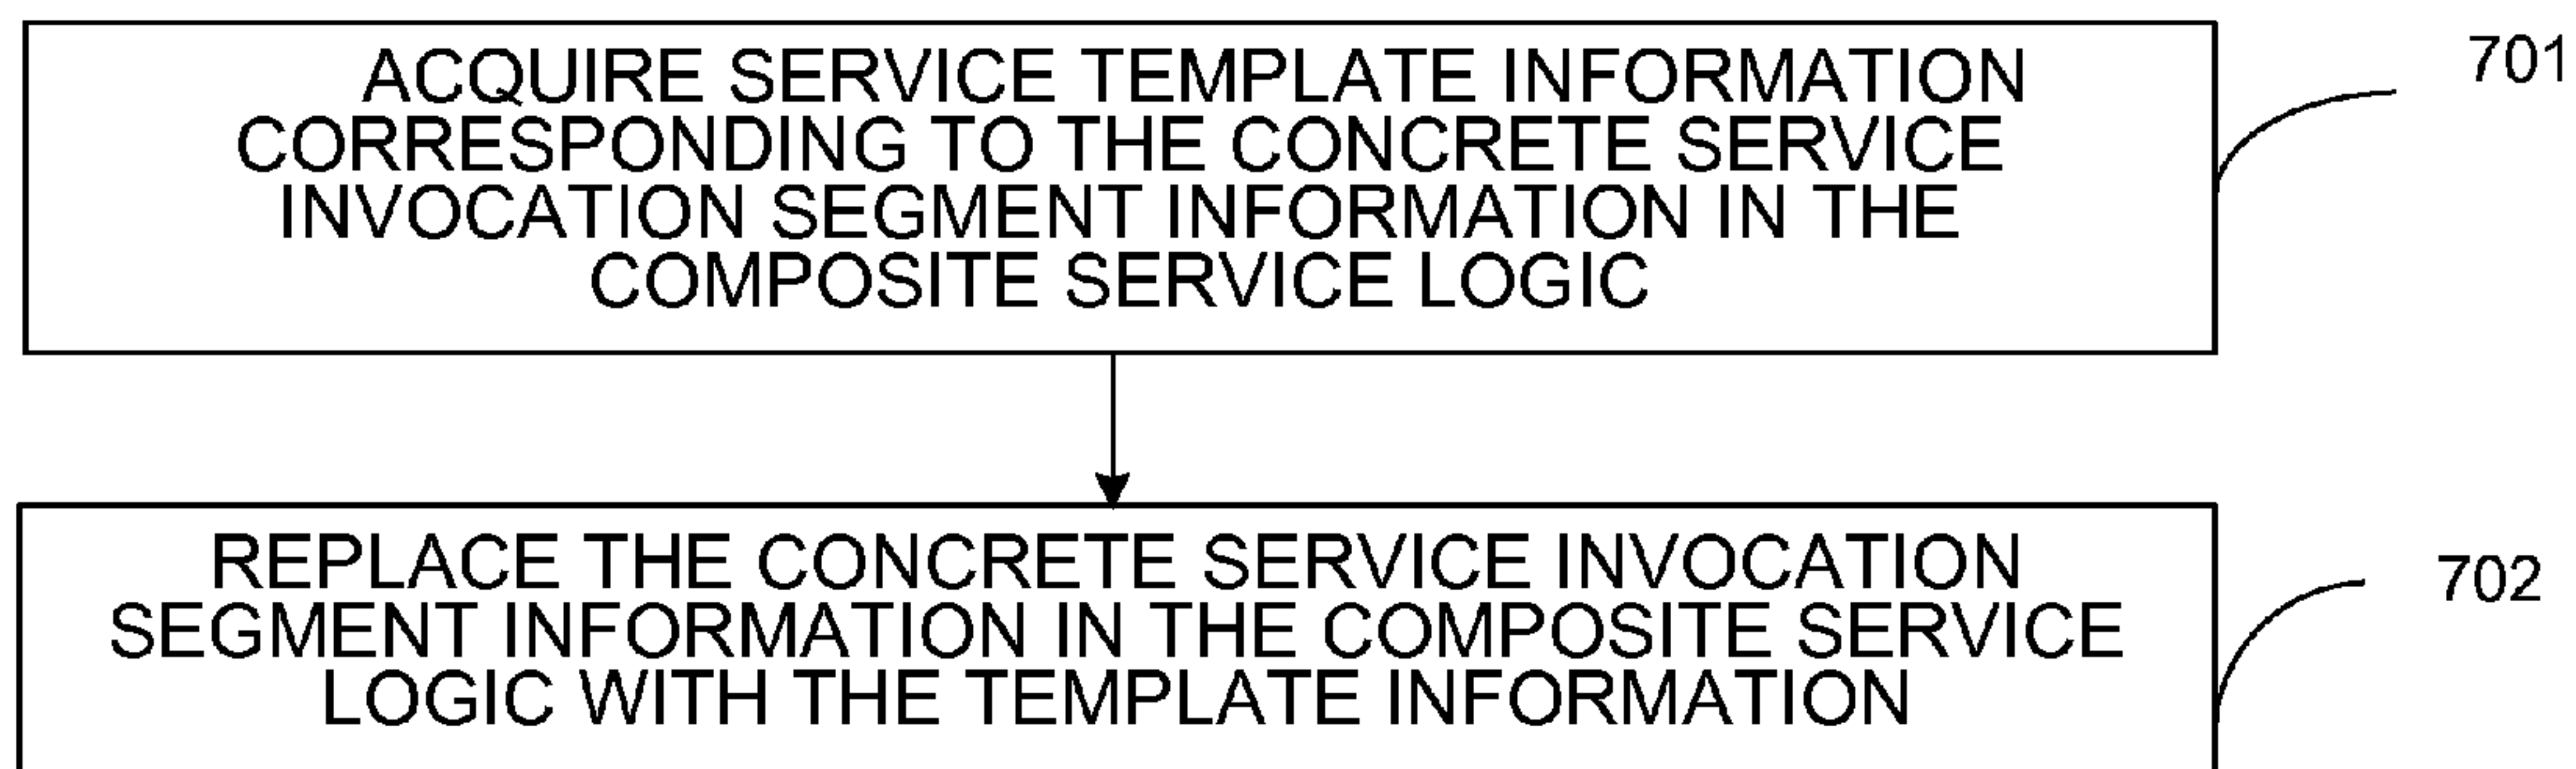 ACQUIRE SERVICE TEMPLATE INFORMATION
CORRESPONDING TO THE CONCRETE SERVICE
INVOCATION SEGMENT INFORMATION IN THE
COMPOSITE SERVICE LOGIC
701
REPLACE THE CONCRETE SERVICE INVOCATION
SEGMENT INFORMATION IN THE COMPOSITE SERVICE
LOGIC WITH THE TEMPLATE INFORMATION
702